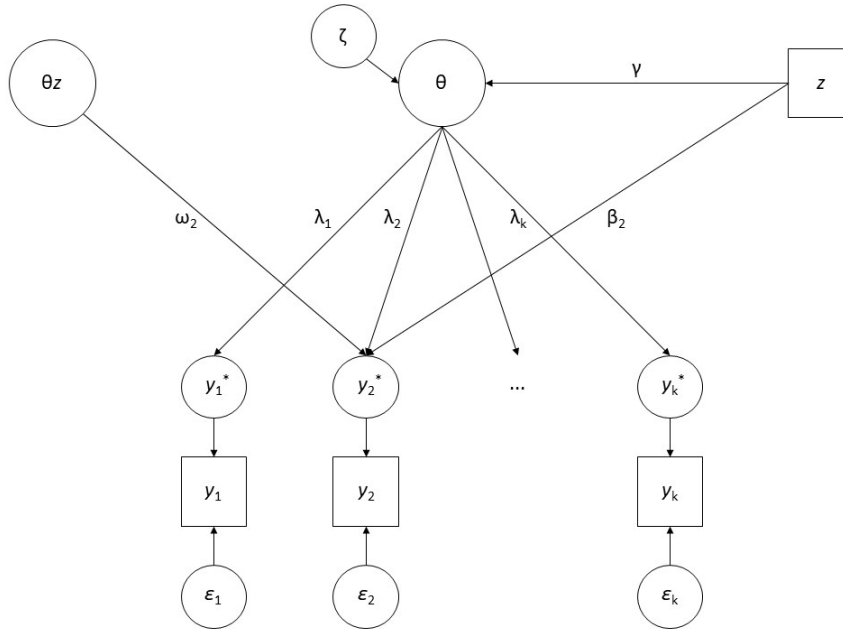 ζ
θz
θ
γ
z
ω₂
λ₁
λ₂
λₖ
β₂
y₁*
y₂*
...
yₖ*
y₁
y₂
yₖ
ε₁
ε₂
εₖ